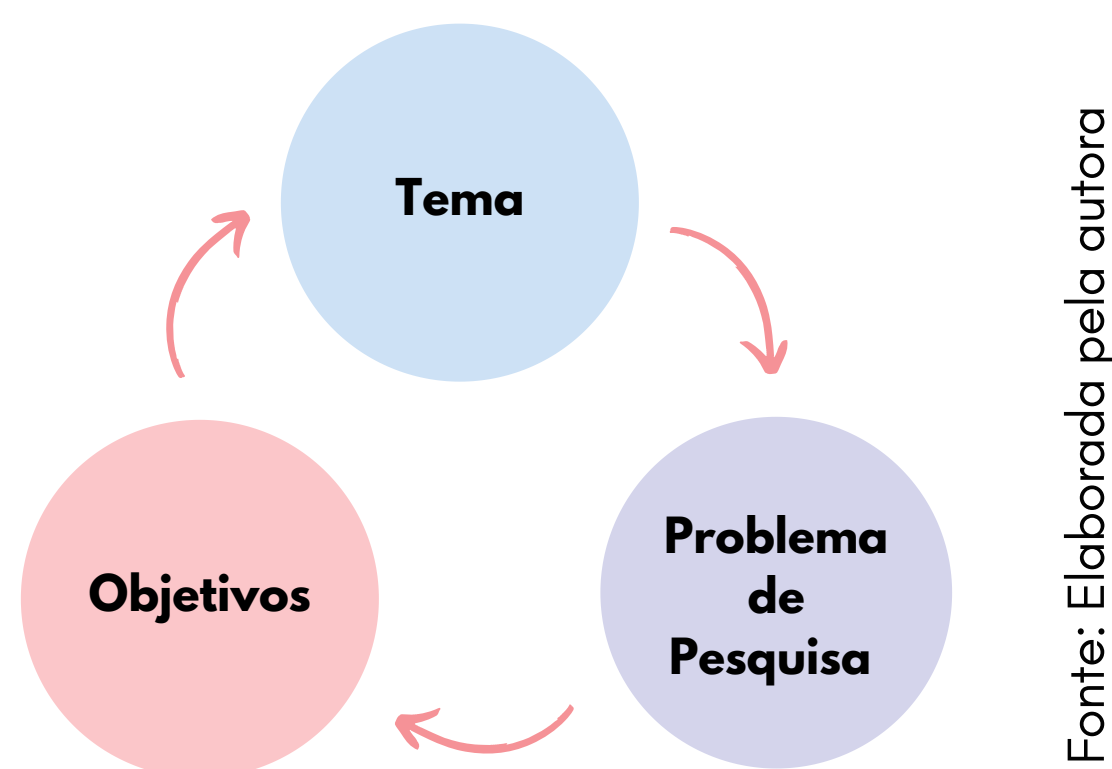 Tema
Problema
de
Pesquisa
Objetivos
Fonte: Elaborada pela autora